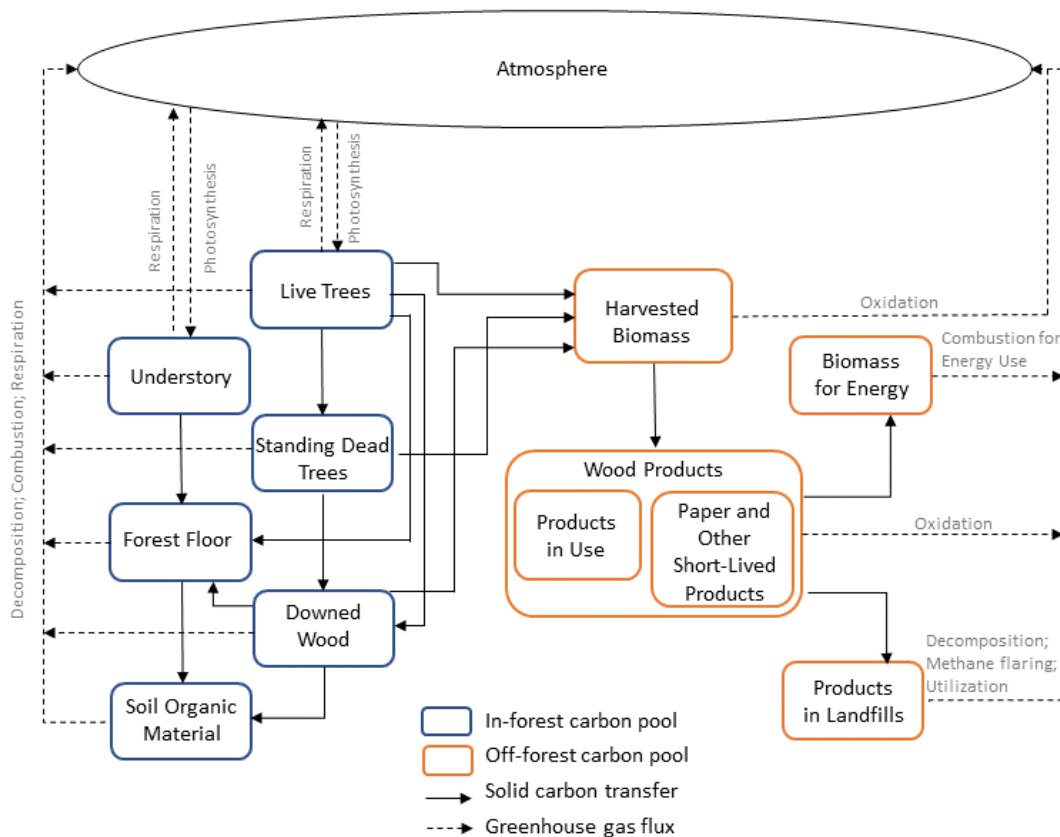 Atmosphere
Respiration
Photosynthesis
Respiration
Photosynthesis
Decomposition; Combustion; Respiration
Live Trees
Understory
Standing Dead
Trees
Forest Floor
Downed
Wood
Soil Organic
Material
Harvested
Biomass
Oxidation
Biomass
for Energy
Combustion for
Energy Use
Wood Products
Products
in Use
Paper and
Other
Short-Lived
Products
Oxidation
Products
in Landfills
Decomposition;
Methane flaring;
Utilization
In-forest carbon pool
Off-forest carbon pool
Solid carbon transfer
Greenhouse gas flux